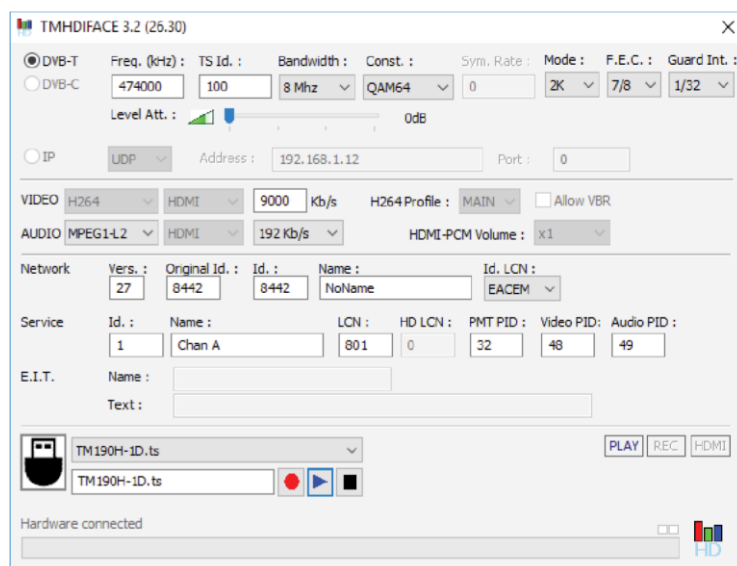 TMHDIFACE 3.2 (26.30)
DVB-T Freq. (kHz) : TS Id. : Bandwidth : Const. : Sym. Rate : Mode : F.E.C. : Guard Int. :
DVB-C 474000 100 8 Mhz QAM64 0 2K 7/8 1/32
Level Att. : 0dB
IP UDP Address : 192.168.1.12 Port : 0
VIDEO H264 HDMI 9000 Kb/s H264 Profile : MAIN Allow VBR
AUDIO MPEG1-L2 HDMI 192 Kb/s HDMI-PCM Volume : x1
Network Vers. : Original Id. : Id. : Name : Id. LCN :
27 8442 8442 NoName EACEM
Service Id. : Name : LCN : HD LCN : PMT PID : Video PID: Audio PID :
1 Chan A 801 0 32 48 49
E.I.T. Name :
Text :
TM190H-1D.ts PLAY REC HDMI
TM190H-1D.ts
Hardware connected
HD